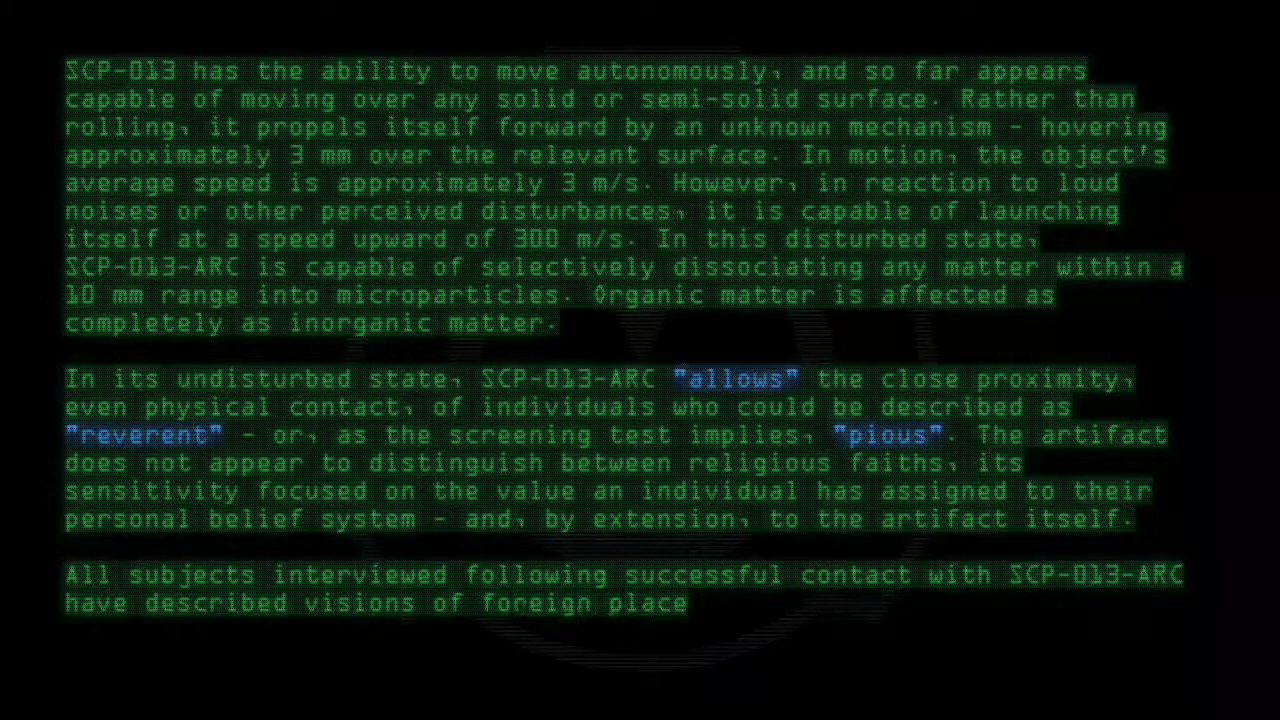 SCP-013 has the ability to move autonomously, and so far appears
capable of moving over any solid or semi-solid surface. Rather than
rolling, it propels itself forward by an unknown mechanism - hovering
approximately 3 mm over the relevant surface. In motion, the object's
average speed is approximately 3 m/s. However, in reaction to loud
noises or other perceived disturbances, it is capable of launching
itself at a speed upward of 300 m/s. In this disturbed state,
SCP-013-ARC is capable of selectively dissociating any matter within a
10 mm range into microparticles. Organic matter is affected as
completely as inorganic matter.
In its undisturbed state, SCP-013-ARC "allows" the close proximity,
even physical contact, of individuals who could be described as
"reverent" - or, as the screening test implies, "pious". The artifact
does not appear to distinguish between religious faiths, its
sensitivity focused on the value an individual has assigned to their
personal belief system - and, by extension, to the artifact itself.
All subjects interviewed following successful contact with SCP-013-ARC
have described visions of foreign place